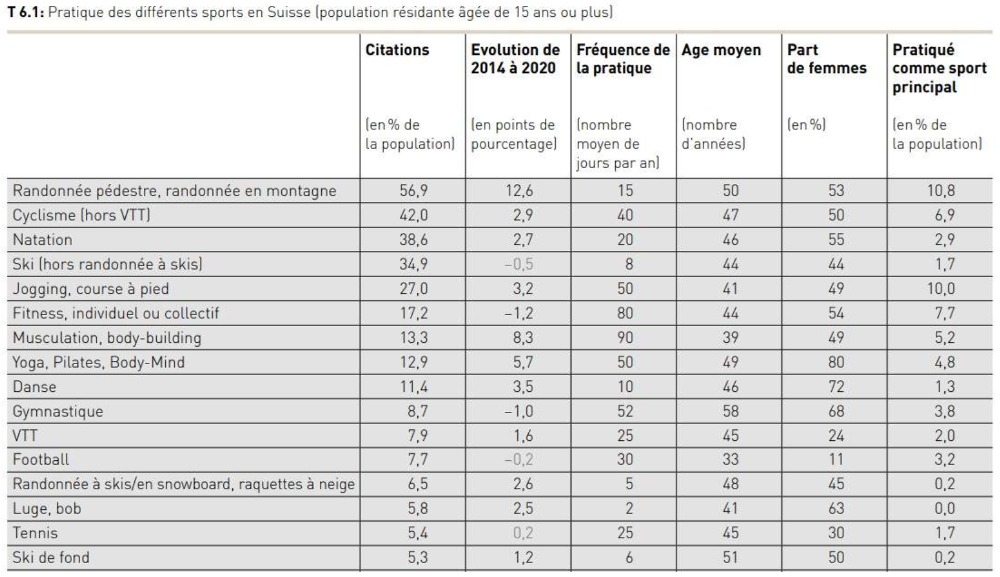 T 6.1: Pratique des différents sports en Suisse (population résidante âgée de 15 ans ou plus)
Citations Evolution de 2014 à 2020 Fréquence de la pratique Age moyen Part de femmes Pratiqué comme sport principal
(en % de la population) (en points de pourcentage) (nombre moyen de jours par an) (nombre d'années) (en %) (en % de la population)
Randonnée pédestre, randonnée en montagne 56,9 12,6 15 50 53 10,8
Cyclisme (hors VTT) 42,0 2,9 40 47 50 6,9
Natation 38,6 2,7 20 46 55 2,9
Ski (hors randonnée à skis) 34,9 –0,5 8 44 44 1,7
Jogging, course à pied 27,0 3,2 50 41 49 10,0
Fitness, individuel ou collectif 17,2 –1,2 80 44 54 7,7
Musculation, body-building 13,3 8,3 90 39 49 5,2
Yoga, Pilates, Body-Mind 12,9 5,7 50 49 80 4,8
Danse 11,4 3,5 10 46 72 1,3
Gymnastique 8,7 –1,0 52 58 68 3,8
VTT 7,9 1,6 25 45 24 2,0
Football 7,7 –0,2 30 33 11 3,2
Randonnée à skis/en snowboard, raquettes à neige 6,5 2,6 5 48 45 0,2
Luge, bob 5,8 2,5 2 41 63 0,0
Tennis 5,4 0,2 25 45 30 1,7
Ski de fond 5,3 1,2 6 51 50 0,2